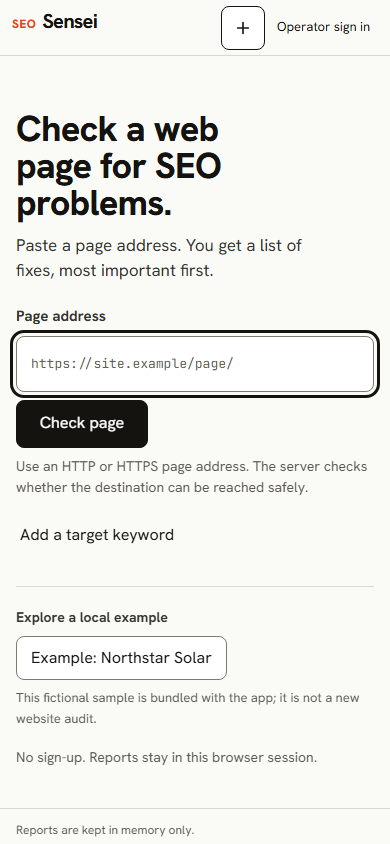 SEO Sensei
+
Operator sign in
Check a web
page for SEO
problems.
Paste a page address. You get a list of
fixes, most important first.
Page address
https://site.example/page/
Check page
Use an HTTP or HTTPS page address. The server checks
whether the destination can be reached safely.
Add a target keyword
Explore a local example
Example: Northstar Solar
This fictional sample is bundled with the app; it is not a new
website audit.
No sign-up. Reports stay in this browser session.
Reports are kept in memory only.